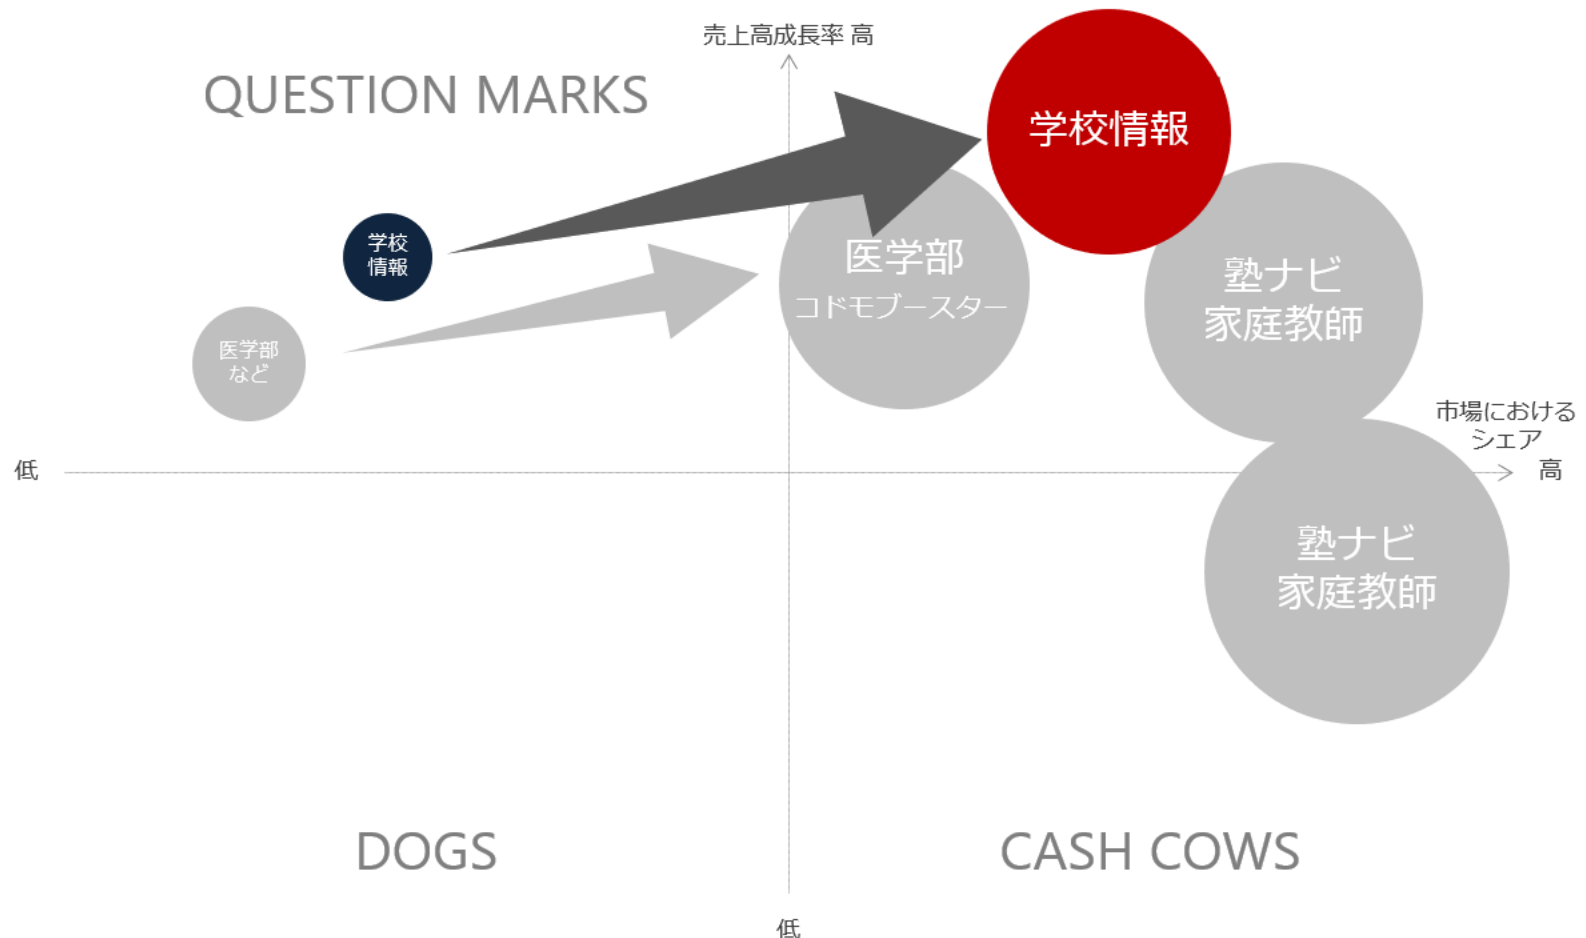 売上高成長率 高
QUESTION MARKS
学校情報
学校
情報
医学部
コドモブースター
塾ナビ
家庭教師
医学部
など
市場における
シェア
低
高
塾ナビ
家庭教師
DOGS
CASH COWS
低